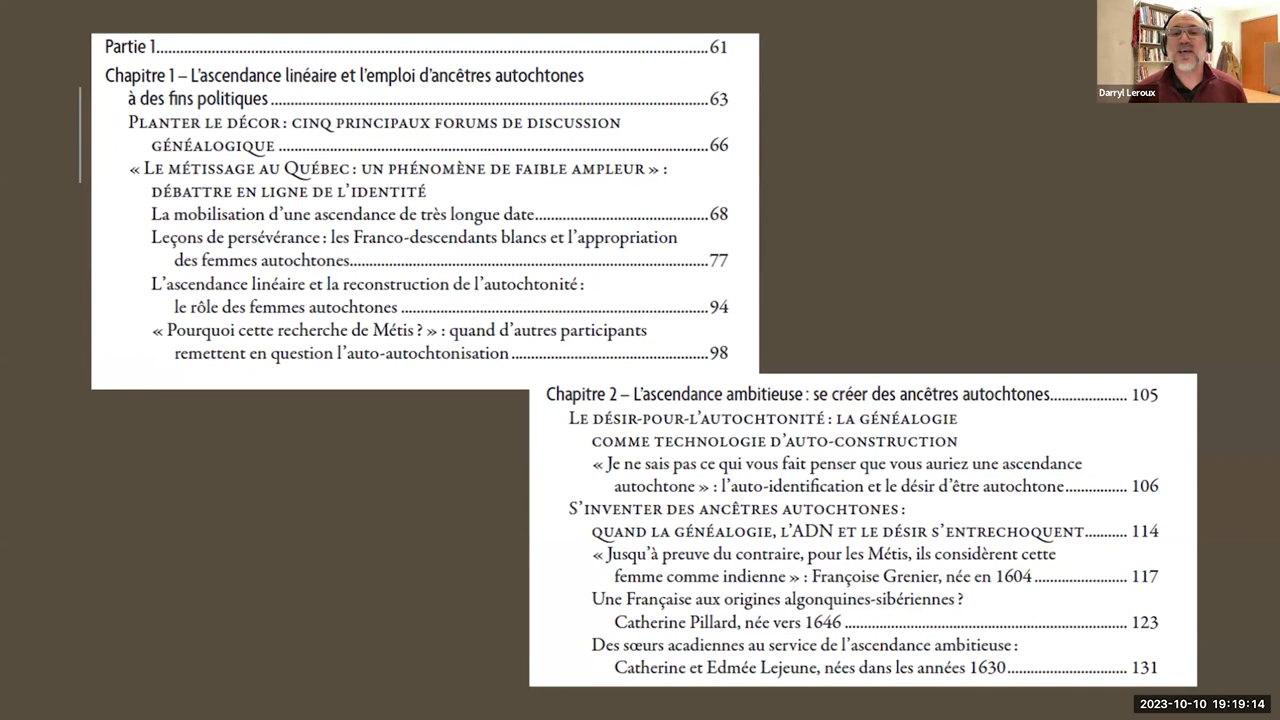 Partie 1..........61
Chapitre 1 – L'ascendance linéaire et l'emploi d'ancêtres autochtones
à des fins politiques..........63
PLANTER LE DÉCOR : CINQ PRINCIPAUX FORUMS DE DISCUSSION
GÉNÉALOGIQUE..........66
« LE MÉTISSAGE AU QUÉBEC : UN PHÉNOMÈNE DE FAIBLE AMPLEUR » :
DÉBATTRE EN LIGNE DE L'IDENTITÉ
La mobilisation d'une ascendance de très longue date..........68
Leçons de persévérance : les Franco-descendants blancs et l'appropriation
des femmes autochtones..........77
L'ascendance linéaire et la reconstruction de l'autochtonité :
le rôle des femmes autochtones..........94
« Pourquoi cette recherche de Métis ? » : quand d'autres participants
remettent en question l'auto-autochtonisation..........98
Chapitre 2 – L'ascendance ambitieuse : se créer des ancêtres autochtones..........105
LE DÉSIR-POUR-L'AUTOCHTONITÉ : LA GÉNÉALOGIE
COMME TECHNOLOGIE D'AUTO-CONSTRUCTION
« Je ne sais pas ce qui vous fait penser que vous auriez une ascendance
autochtone » : l'auto-identification et le désir d'être autochtone..........106
S'INVENTER DES ANCÊTRES AUTOCHTONES :
QUAND LA GÉNÉALOGIE, L'ADN ET LE DÉSIR S'ENTRECHOQUENT..........114
« Jusqu'à preuve du contraire, pour les Métis, ils considèrent cette
femme comme indienne » : Françoise Grenier, née en 1604..........117
Une Française aux origines algonquines-sibériennes ?
Catherine Pillard, née vers 1646..........123
Des sœurs acadiennes au service de l'ascendance ambitieuse :
Catherine et Edmée Lejeune, nées dans les années 1630..........131
Darryl Leroux
2023-10-10 19:19:14